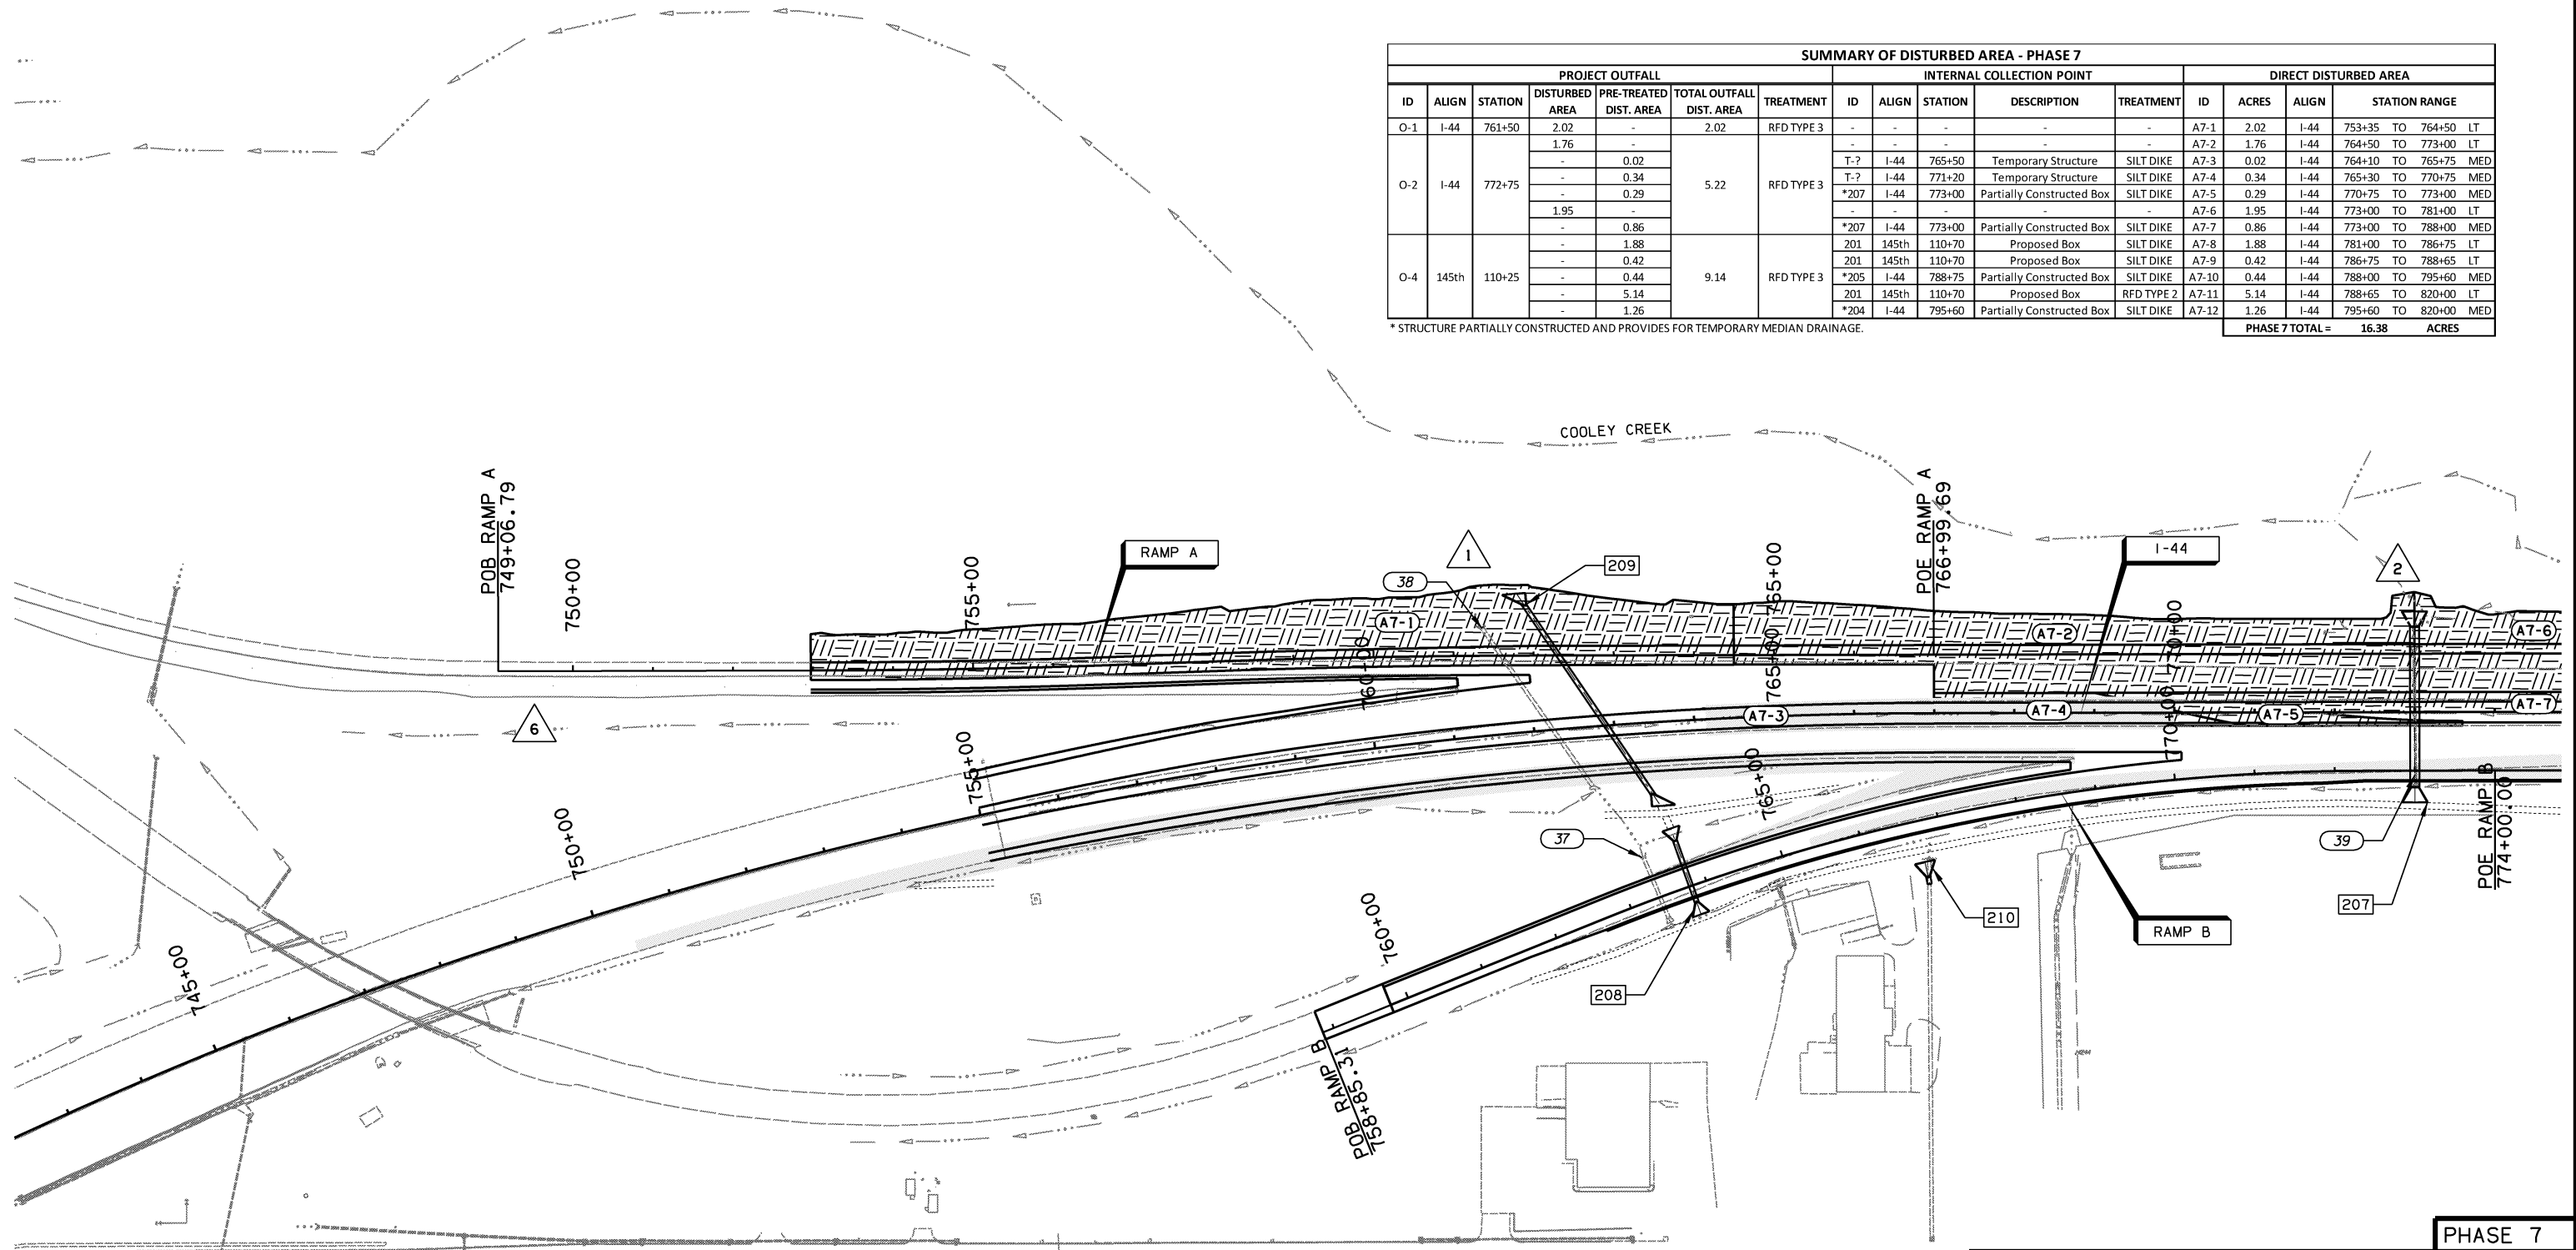 SUMMARY OF DISTURBED AREA - PHASE 7
PROJECT OUTFALL INTERNAL COLLECTION POINT DIRECT DISTURBED AREA
ID ALIGN STATION DISTURBED AREA PRE-TREATED DIST. AREA TOTAL OUTFALL DIST. AREA TREATMENT ID ALIGN STATION DESCRIPTION TREATMENT ID ACRES ALIGN STATION RANGE
O-1 I-44 761+50 2.02 - 2.02 RFD TYPE 3 - - - - - A7-1 2.02 I-44 753+35 TO 764+50 LT
1.76 - - - - - - A7-2 1.76 I-44 764+50 TO 773+00 LT
- 0.02 T-? I-44 765+50 Temporary Structure SILT DIKE A7-3 0.02 I-44 764+10 TO 765+75 MED
- 0.34 T-? I-44 771+20 Temporary Structure SILT DIKE A7-4 0.34 I-44 765+30 TO 770+75 MED
O-2 I-44 772+75 - 0.29 5.22 RFD TYPE 3 *207 I-44 773+00 Partially Constructed Box SILT DIKE A7-5 0.29 I-44 770+75 TO 773+00 MED
1.95 - - - - - - A7-6 1.95 I-44 773+00 TO 781+00 LT
- 0.86 *207 I-44 773+00 Partially Constructed Box SILT DIKE A7-7 0.86 I-44 773+00 TO 788+00 MED
- 1.88 201 145th 110+70 Proposed Box SILT DIKE A7-8 1.88 I-44 781+00 TO 786+75 LT
- 0.42 201 145th 110+70 Proposed Box SILT DIKE A7-9 0.42 I-44 786+75 TO 788+65 LT
O-4 145th 110+25 - 0.44 9.14 RFD TYPE 3 *205 I-44 788+75 Partially Constructed Box SILT DIKE A7-10 0.44 I-44 788+00 TO 795+60 MED
- 5.14 201 145th 110+70 Proposed Box RFD TYPE 2 A7-11 5.14 I-44 788+65 TO 820+00 LT
- 1.26 *204 I-44 795+60 Partially Constructed Box SILT DIKE A7-12 1.26 I-44 795+60 TO 820+00 MED
* STRUCTURE PARTIALLY CONSTRUCTED AND PROVIDES FOR TEMPORARY MEDIAN DRAINAGE.
PHASE 7 TOTAL = 16.38 ACRES
COOLEY CREEK
POB RAMP A
749+06.79
750+00
755+00
RAMP A
1
38
209
765+00
POE RAMP A
766+99.69
I-44
2
A7-1
A7-2
A7-6
760+00
765+00
770+00
770+00
A7-3
A7-4
A7-5
A7-7
6
755+00
750+00
745+00
765+00
770+00
37
39
760+00
208
210
207
RAMP B
POE RAMP B
774+00.00
POB RAMP B
758+85.31
PHASE 7